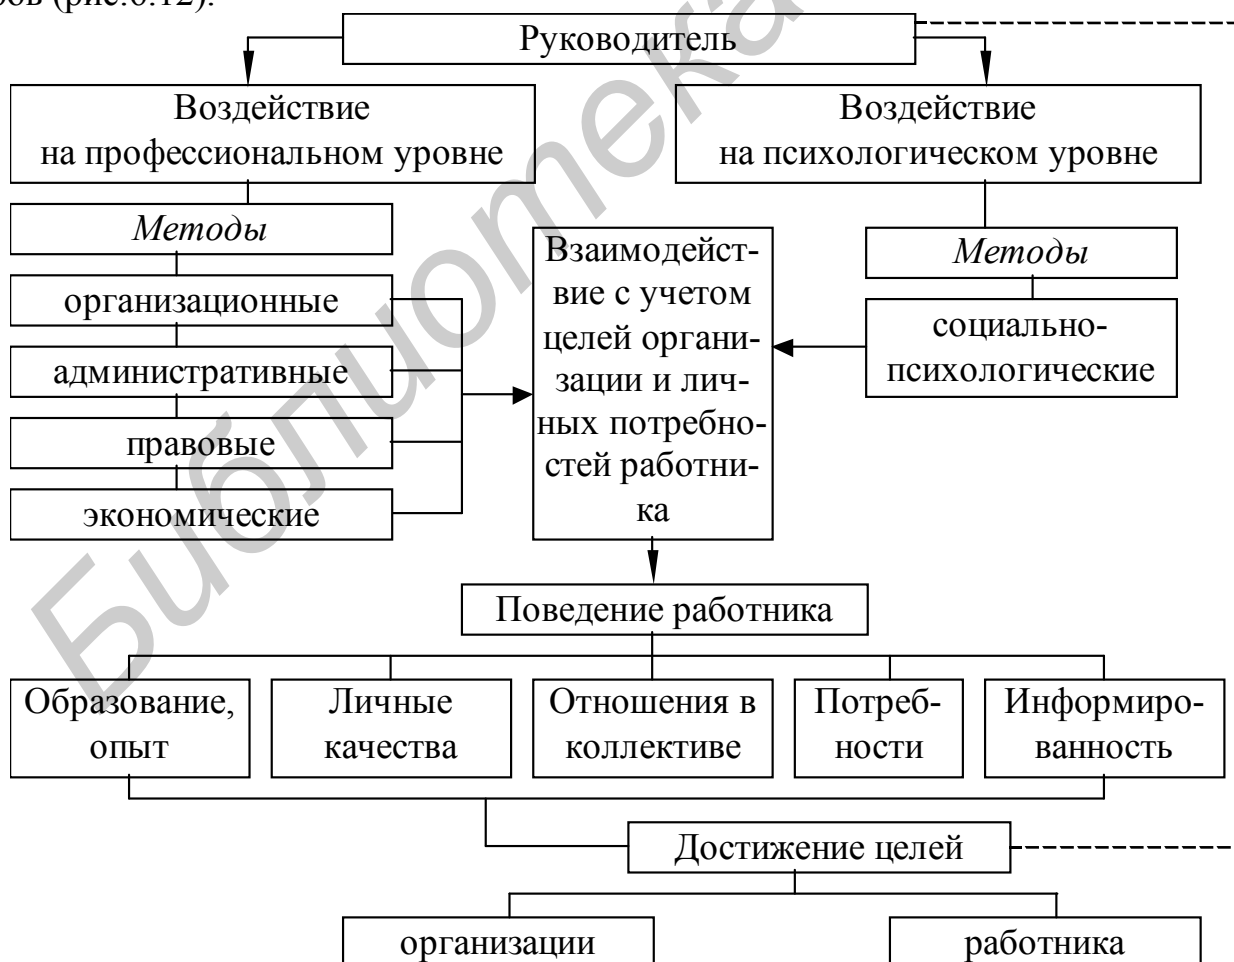 ров (рис.6.12).
Руководитель
Воздействие
на профессиональном уровне
Воздействие
на психологическом уровне
Методы
организационные
административные
правовые
экономические
Взаимодейст-
вие с учетом
целей органи-
зации и лич-
ных потребно-
стей работни-
ка
Методы
социально-
психологические
Поведение работника
Образование,
опыт
Личные
качества
Отношения в
коллективе
Потреб-
ности
Информиро-
ванность
Достижение целей
организации
работника
Библиотека